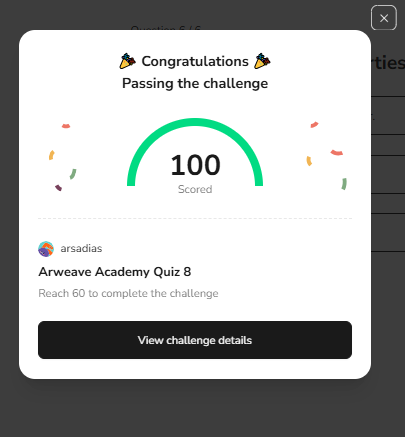 Question 6 / 6
🎉 Congratulations 🎉
Passing the challenge
rties
100
Scored
arsadias
Arweave Academy Quiz 8
Reach 60 to complete the challenge
View challenge details